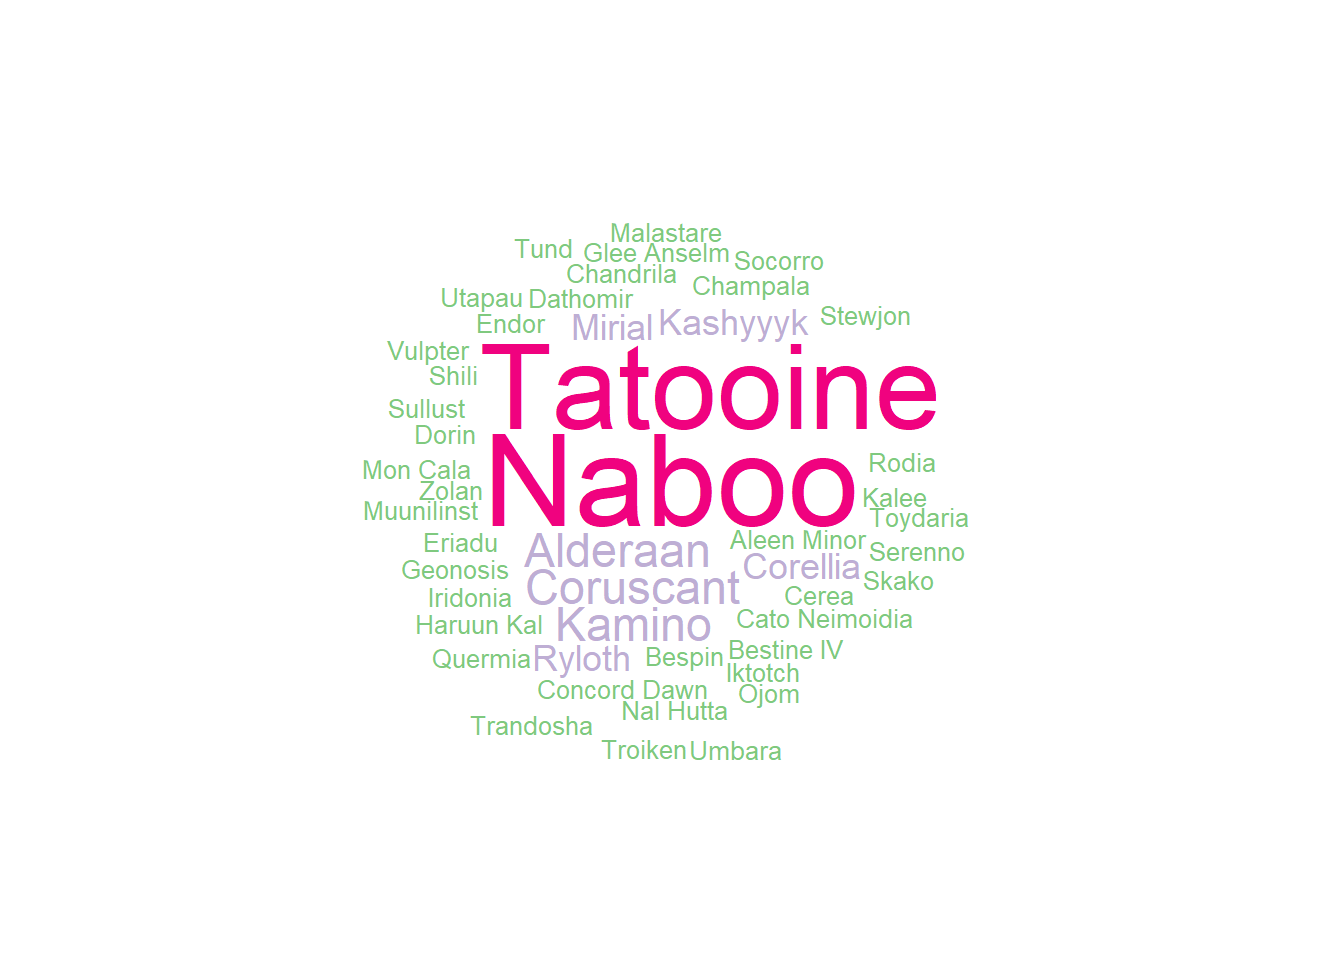 Malastare
Tund
Glee Anselm
Socorro
Chandrila
Champala
Utapau
Dathomir
Stewjon
Endor
Mirial
Kashyyyk
Vulpter
Shili
Tatooine
Sullust
Dorin
Mon Cala
Rodia
Zolan
Naboo
Kalee
Muunilinst
Toydaria
Eriadu
Alderaan
Aleen Minor
Serenno
Geonosis
Corellia
Skako
Iridonia
Coruscant
Cerea
Haruun Kal
Kamino
Cato Neimoidia
Quermia
Ryloth
Bespin
Bestine IV
Iktotch
Concord Dawn
Ojom
Nal Hutta
Trandosha
Troiken
Umbara